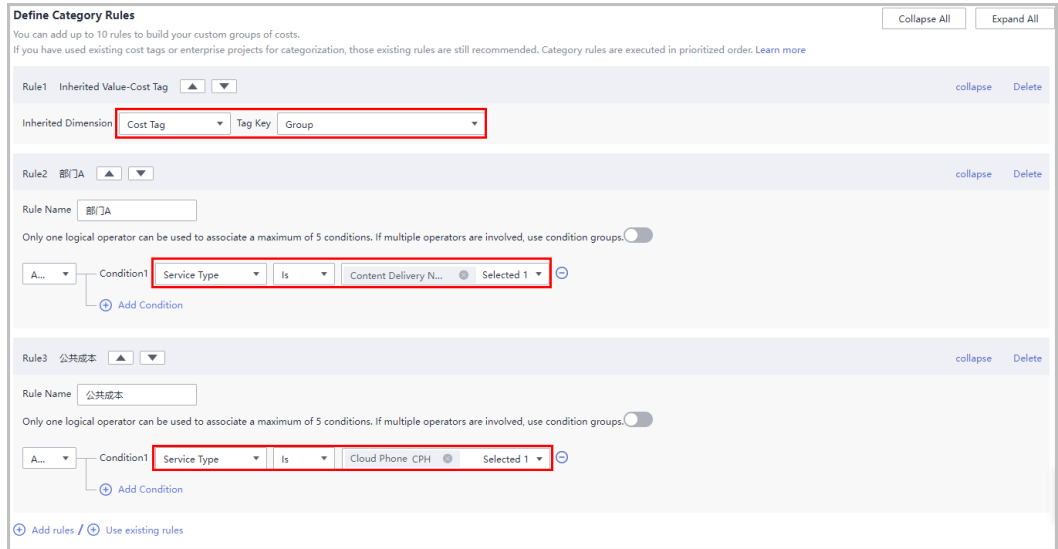 Define Category Rules
Collapse All
Expand All
You can add up to 10 rules to build your custom groups of costs.
If you have used existing cost tags or enterprise projects for categorization, those existing rules are still recommended. Category rules are executed in prioritized order. Learn more
Rule1 Inherited Value-Cost Tag collapse Delete
Inherited Dimension Cost Tag Tag Key Group
Rule2 部门A collapse Delete
Rule Name 部门A
Only one logical operator can be used to associate a maximum of 5 conditions. If multiple operators are involved, use condition groups.
A... Condition1 Service Type Is Content Delivery N... Selected 1
Add Condition
Rule3 公共成本 collapse Delete
Rule Name 公共成本
Only one logical operator can be used to associate a maximum of 5 conditions. If multiple operators are involved, use condition groups.
A... Condition1 Service Type Is Cloud Phone CPH Selected 1
Add Condition
Add rules / Use existing rules